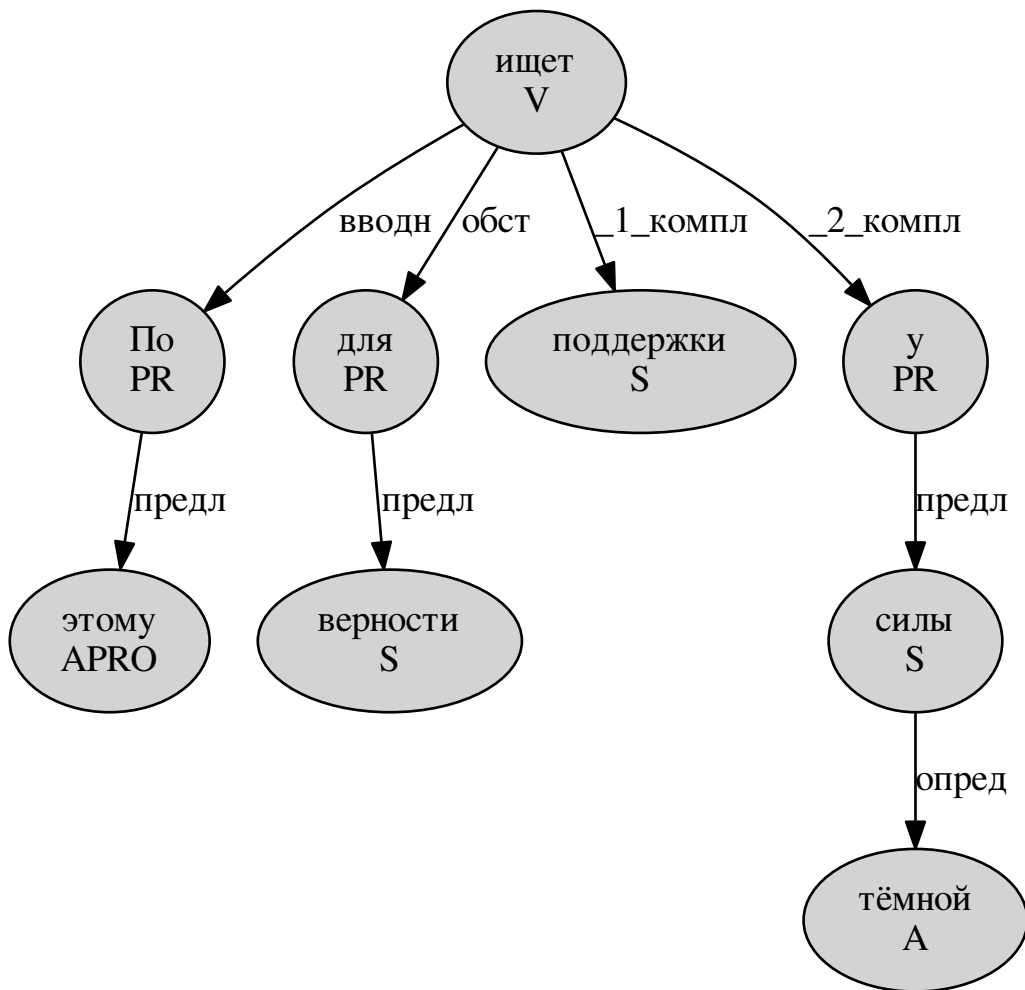 ищет
V
вводн
обст
_1_компл
_2_компл
По
PR
для
PR
поддержки
S
у
PR
предл
предл
предл
этому
APRO
верности
S
силы
S
опред
тёмной
A